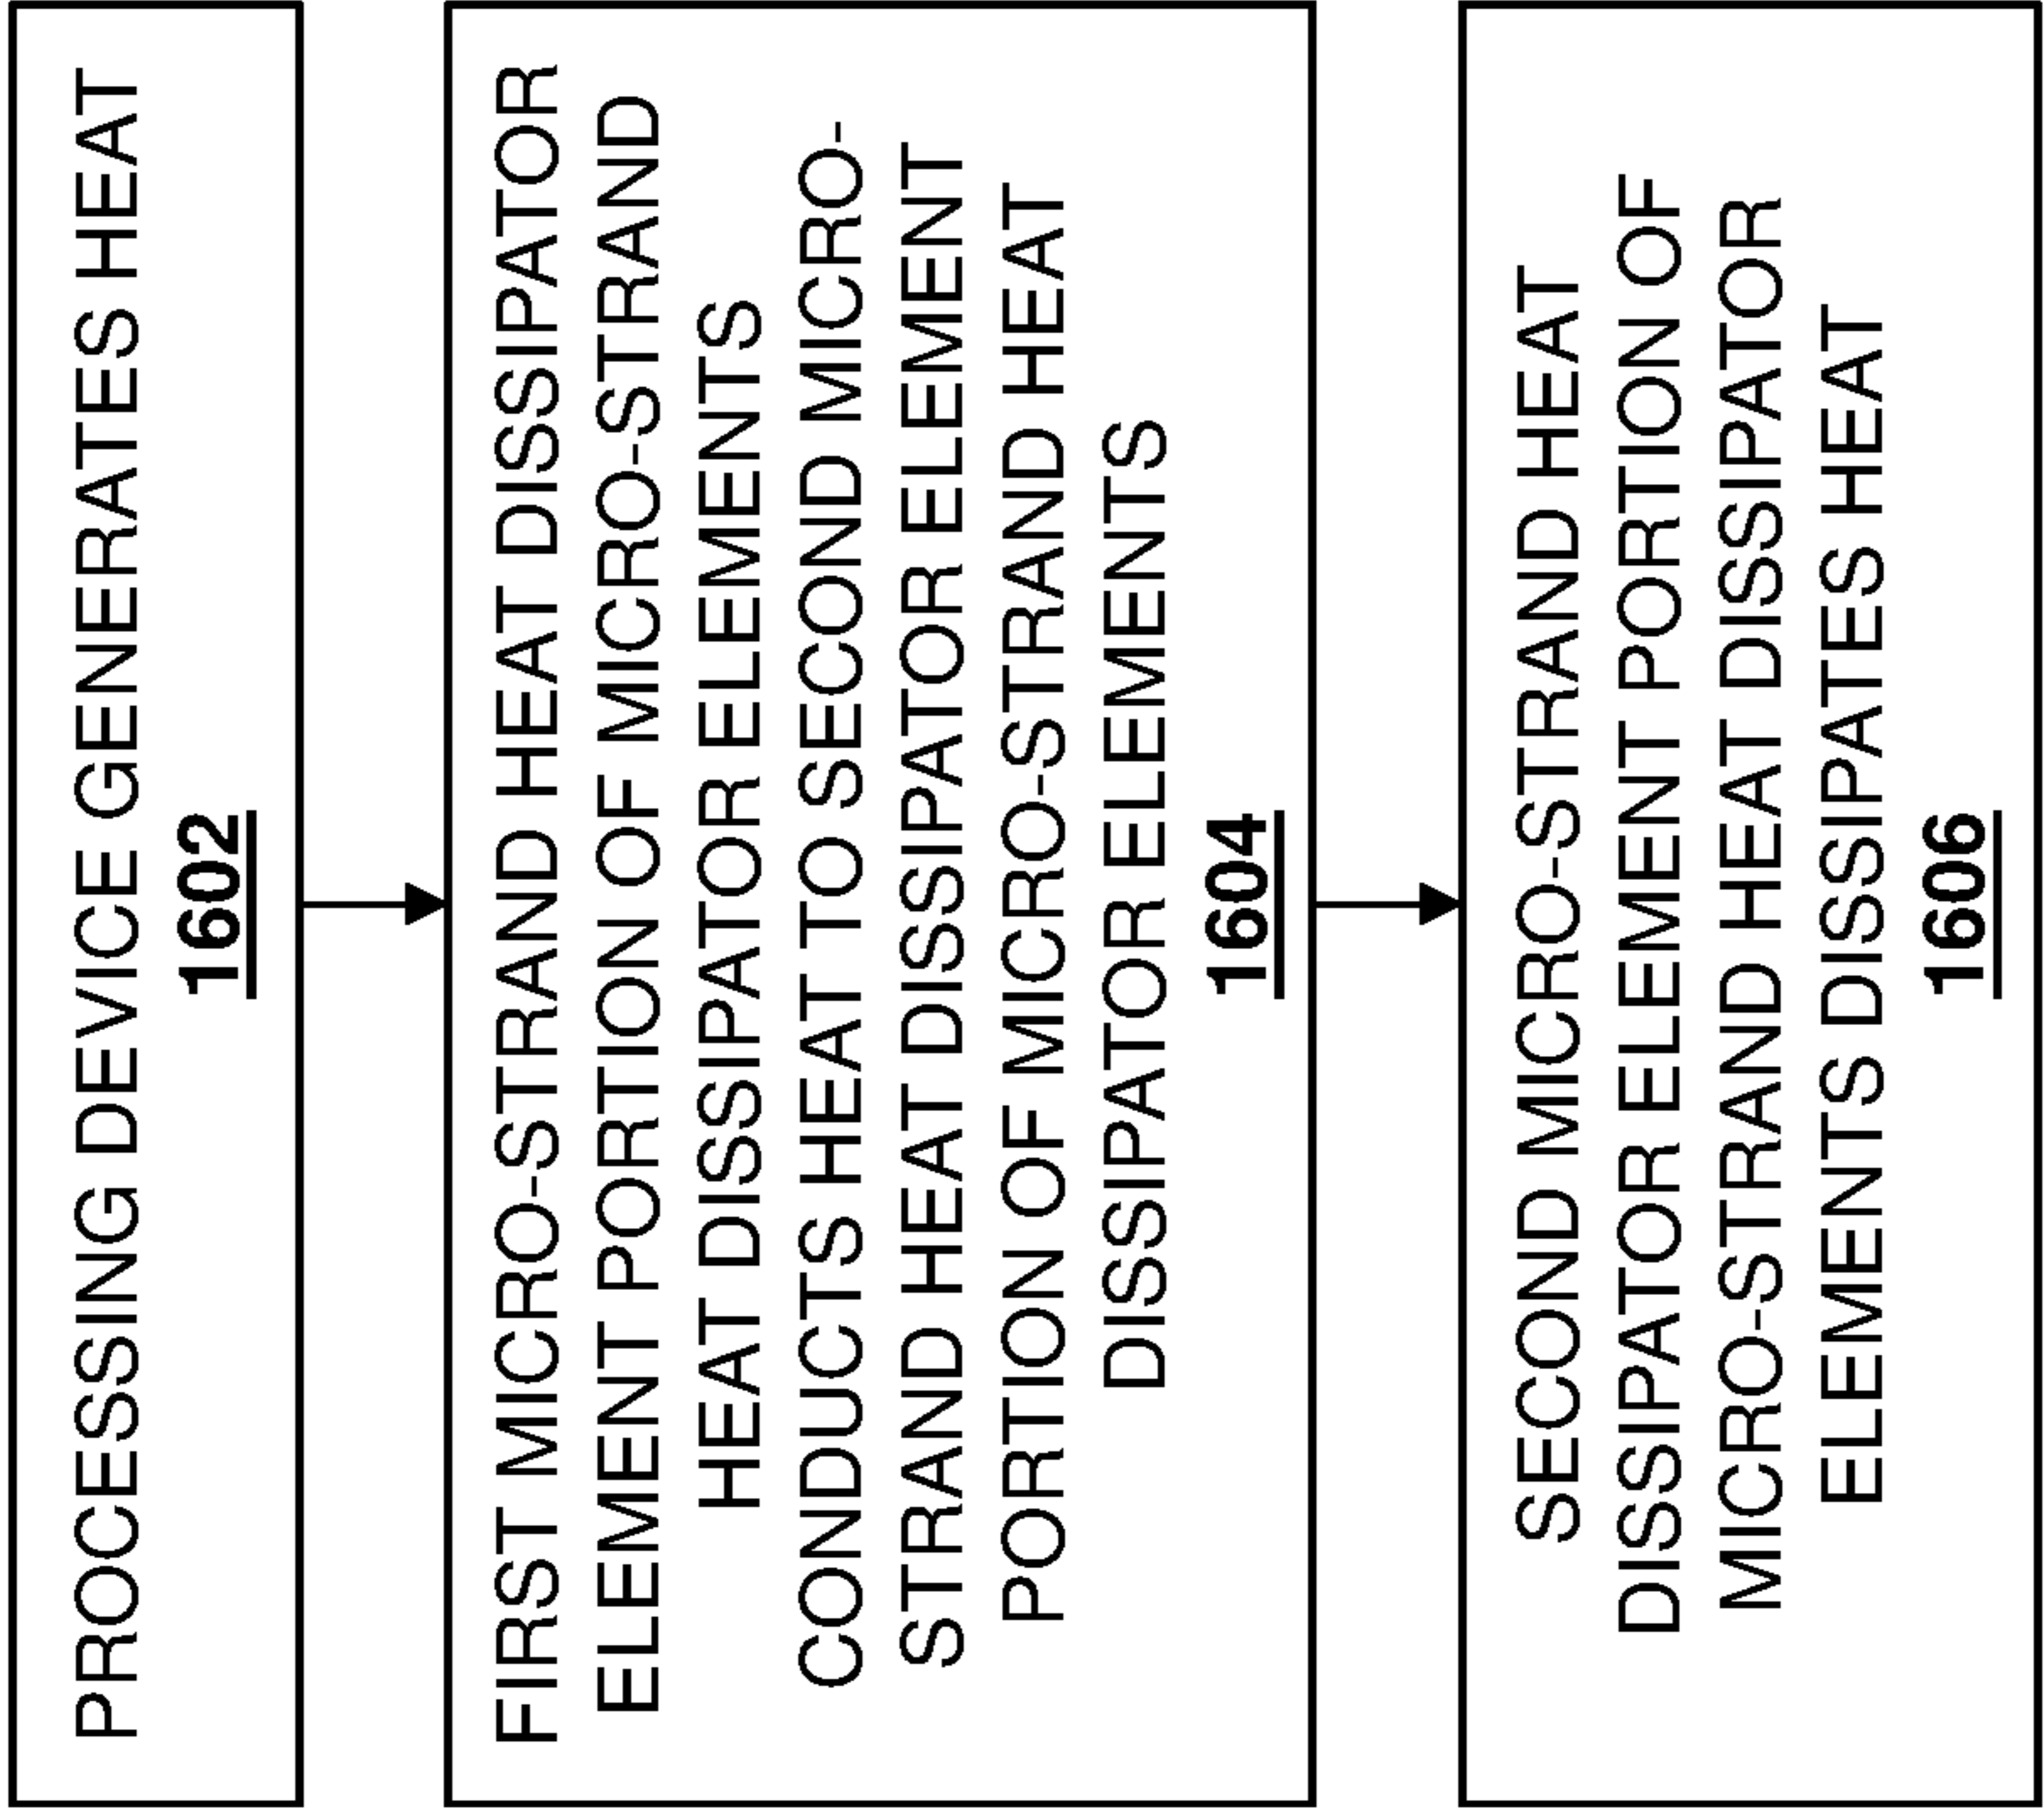 PROCESSING DEVICE GENERATES HEAT
1602
FIRST MICRO-STRAND HEAT DISSIPATOR
ELEMENT PORTION OF MICRO-STRAND
HEAT DISSIPATOR ELEMENTS
CONDUCTS HEAT TO SECOND MICRO-
STRAND HEAT DISSIPATOR ELEMENT
PORTION OF MICRO-STRAND HEAT
DISSIPATOR ELEMENTS
1604
SECOND MICRO-STRAND HEAT
DISSIPATOR ELEMENT PORTION OF
MICRO-STRAND HEAT DISSIPATOR
ELEMENTS DISSIPATES HEAT
1606